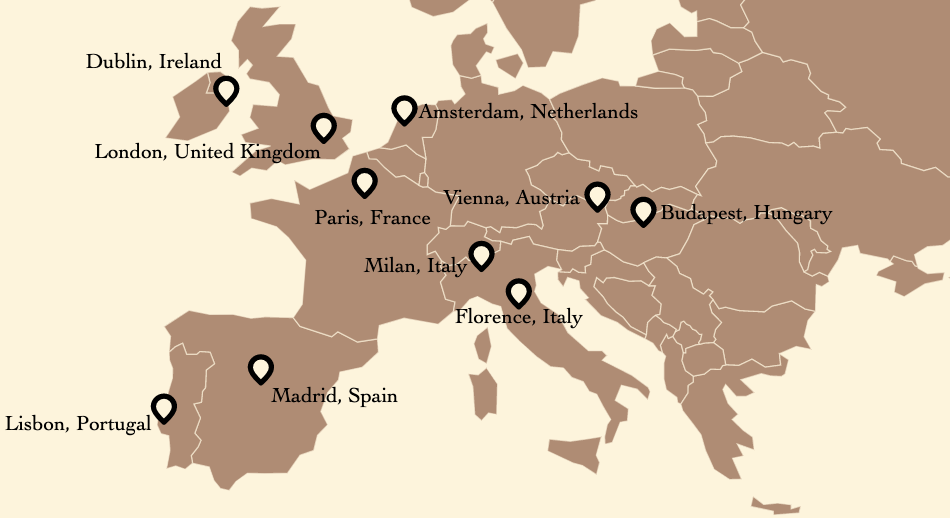 Dublin, Ireland
Amsterdam, Netherlands
London, United Kingdom
Vienna, Austria
Budapest, Hungary
Paris, France
Milan, Italy
Florence, Italy
Madrid, Spain
Lisbon, Portugal